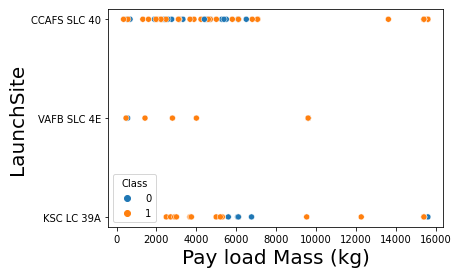 CCAFS SLC 40
VAFB SLC 4E
KSC LC 39A
LaunchSite
Class
0
1
0 2000 4000 6000 8000 10000 12000 14000 16000
Pay load Mass (kg)